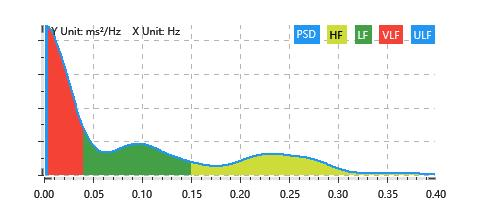 Y Unit: ms²/Hz X Unit: Hz
PSD HF LF VLF ULF
0.00 0.05 0.10 0.15 0.20 0.25 0.30 0.35 0.40